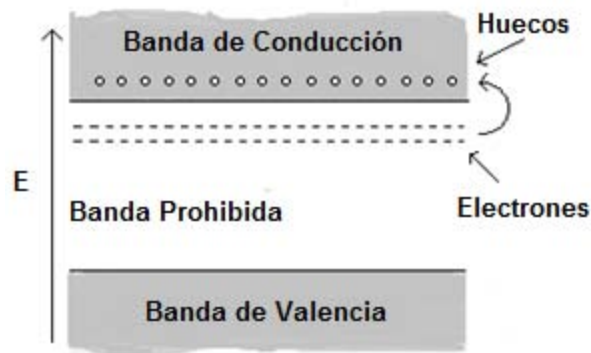 Banda de Conducción
Huecos
E
Banda Prohibida
Electrones
Banda de Valencia